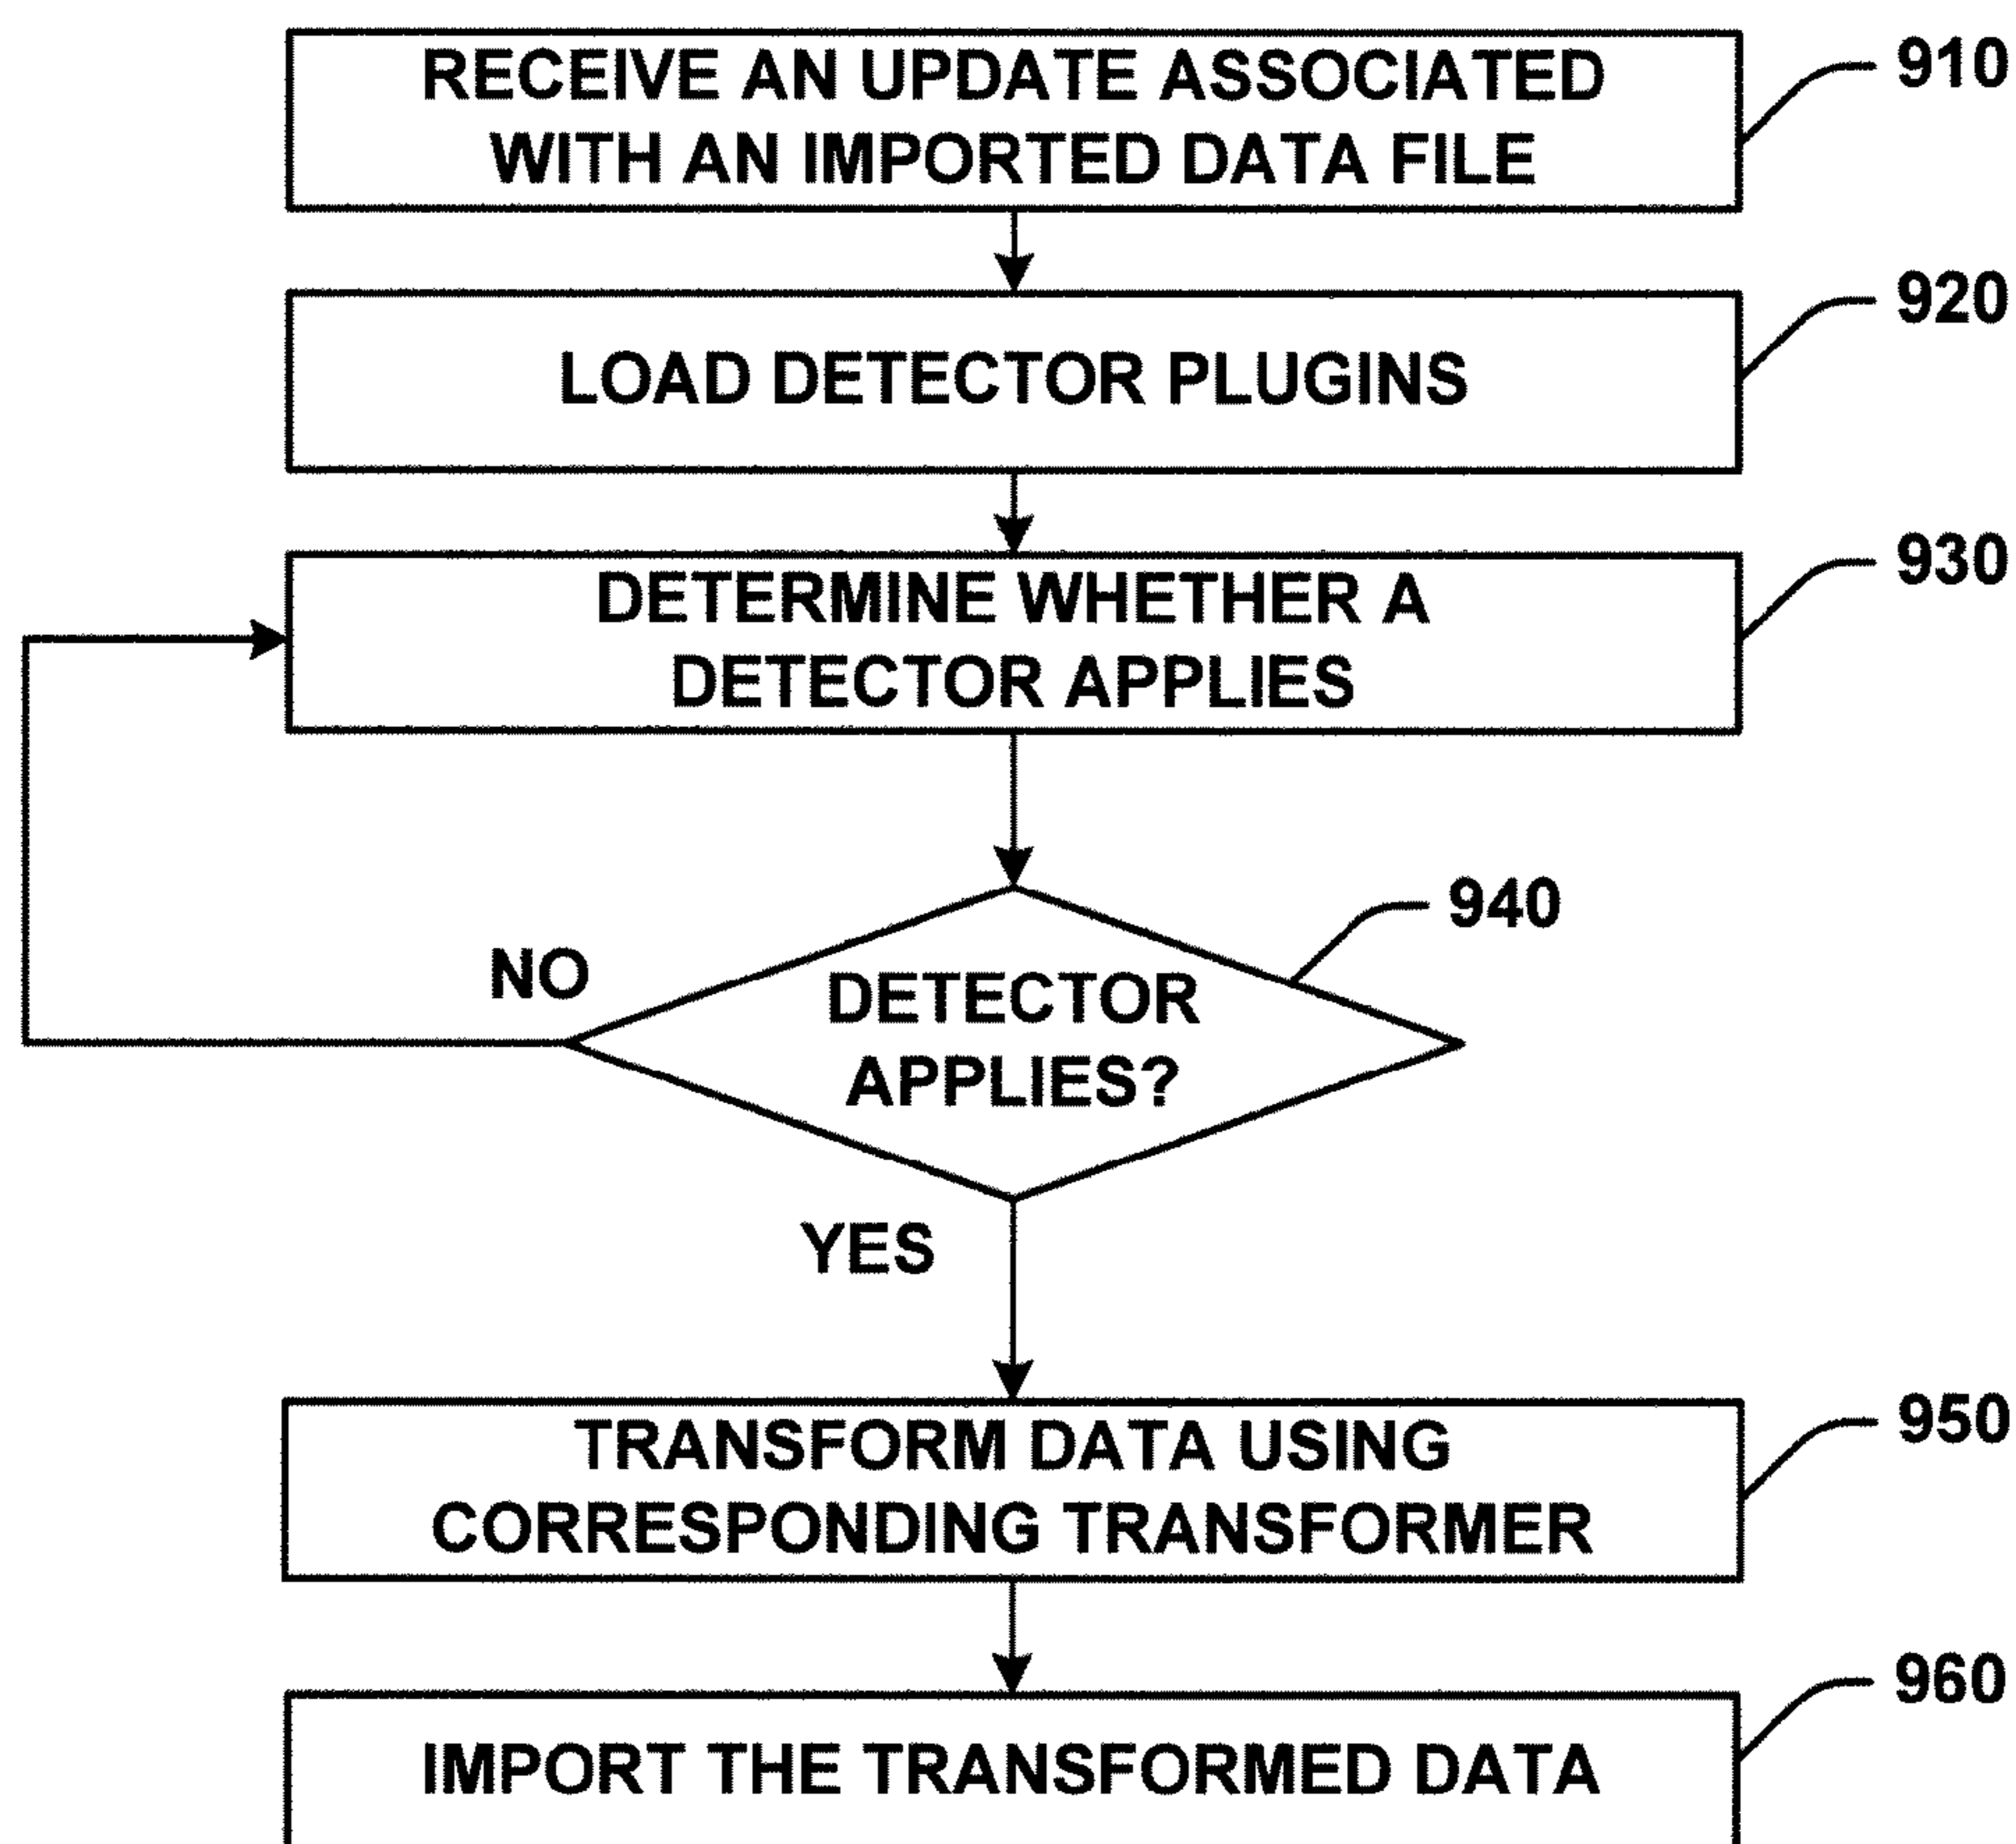 RECEIVE AN UPDATE ASSOCIATED
WITH AN IMPORTED DATA FILE
910
LOAD DETECTOR PLUGINS
920
DETERMINE WHETHER A
DETECTOR APPLIES
930
940
NO
DETECTOR
APPLIES?
YES
TRANSFORM DATA USING
CORRESPONDING TRANSFORMER
950
IMPORT THE TRANSFORMED DATA
960